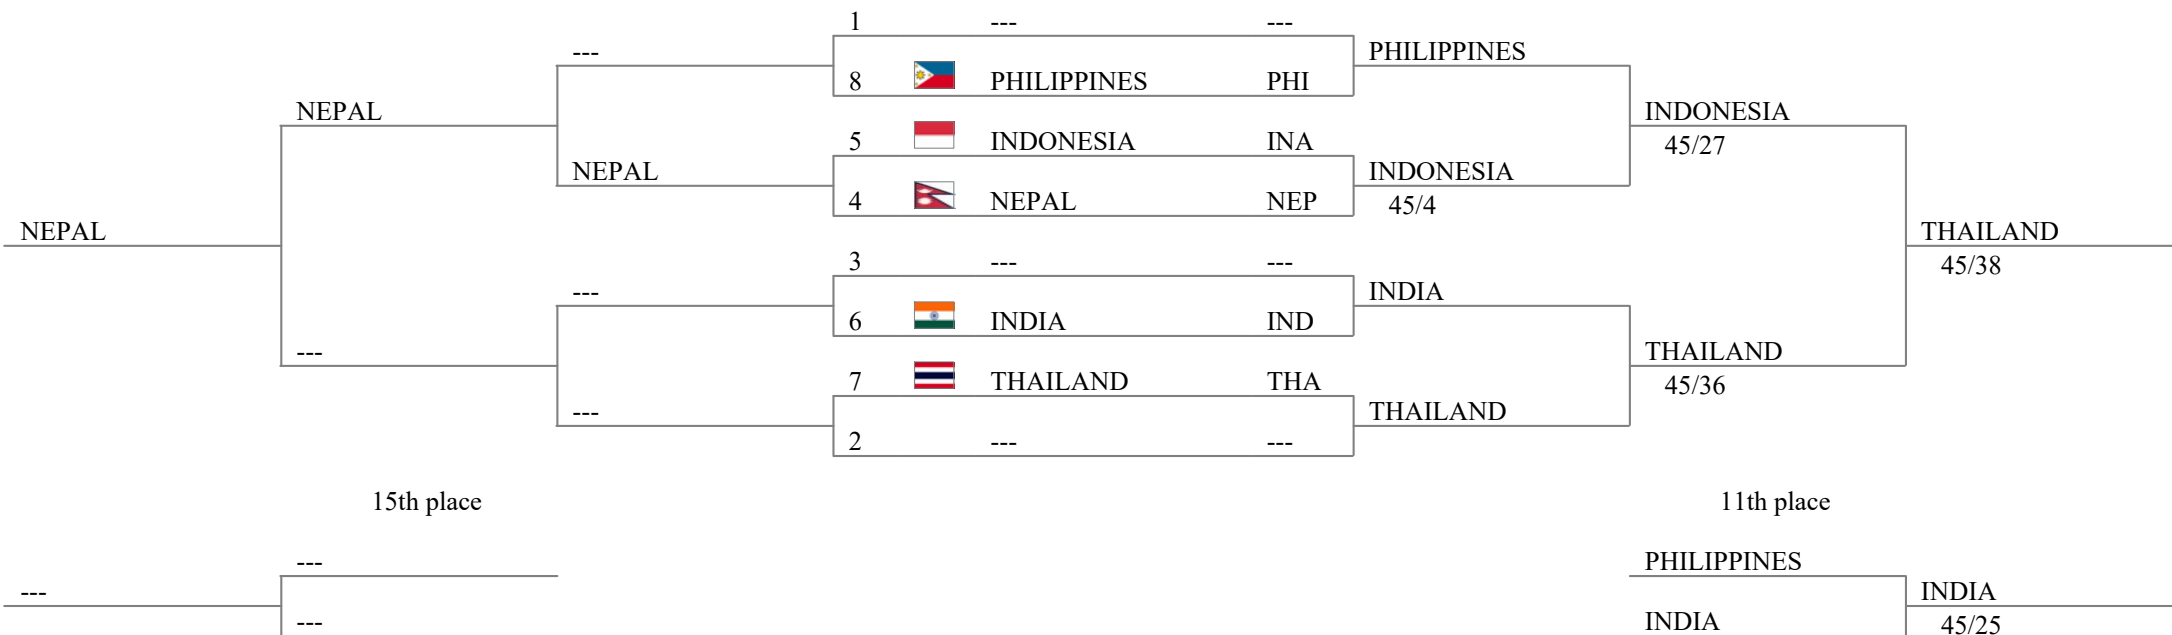 1 --- ---
--- PHILIPPINES
8 PHILIPPINES PHI
NEPAL INDONESIA
5 INDONESIA INA 45/27
NEPAL INDONESIA
4 NEPAL NEP 45/4
NEPAL THAILAND
3 --- --- 45/38
--- INDIA
6 INDIA IND
--- THAILAND
7 THAILAND THA 45/36
--- THAILAND
2 --- ---
15th place 11th place
--- PHILIPPINES
--- INDIA
--- INDIA 45/25